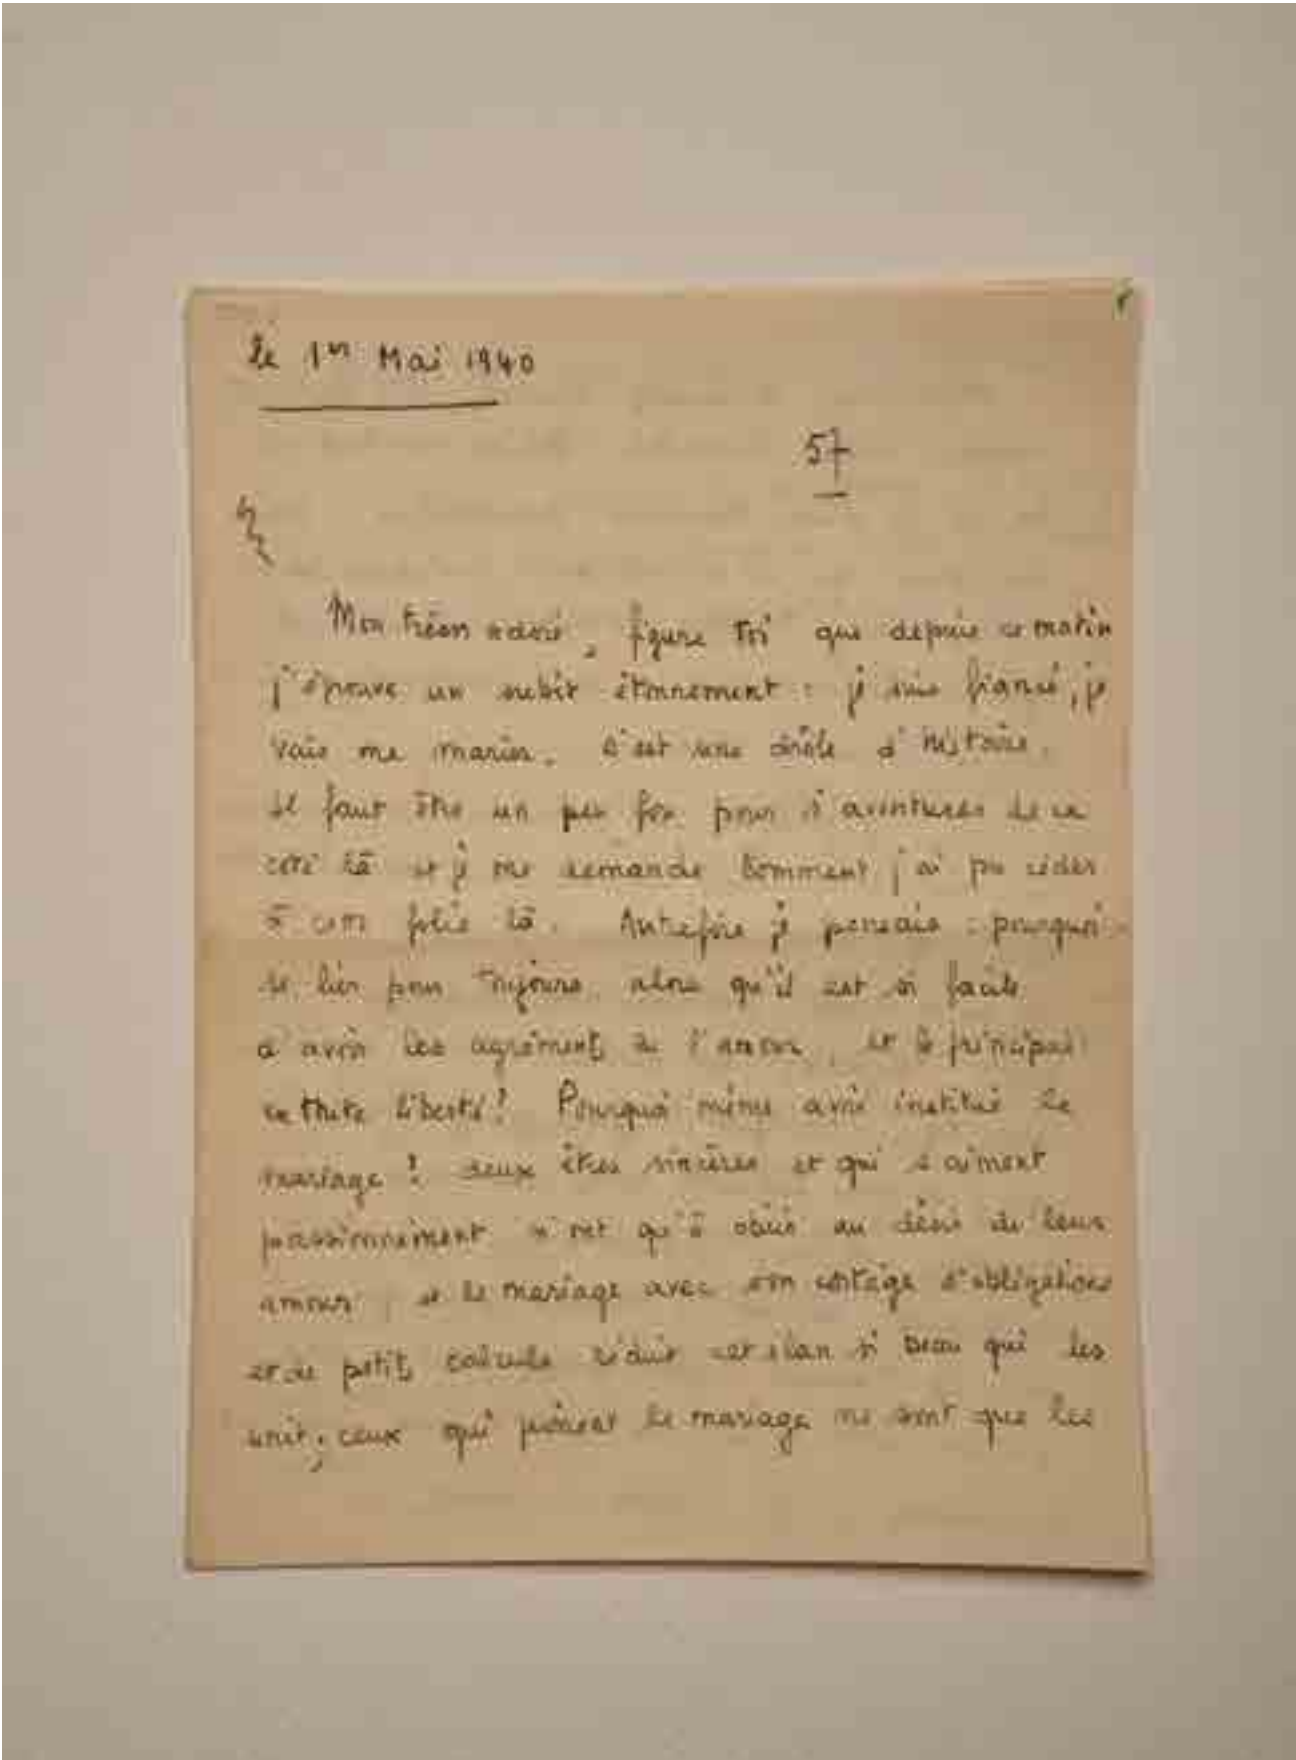 le 1er Mai 1940
57
Mon trésor adoré, figure toi que depuis ce matin
j'éprouve un subit étonnement : je suis fiancé, je
vais me marier. C'est une drôle d'histoire.
Il faut être un peu fou pour s'aventurer de ce
côté là et je me demande comment j'ai pu céder
à cette folie là. Autrefois je pensais : pourquoi
se lier pour toujours alors qu'il est si facile
d'avoir les agréments de l'amour, et le principal :
cette liberté ! Pourquoi même avoir institué le
mariage ? deux êtres sincères et qui s'aiment
passionnément n'ont qu'à obéir au désir de leur
amour, et le mariage avec son cortège d'obligations
et de petits calculs réduit cet élan si beau qui les
unit ; ceux qui prônent le mariage ne sont que les